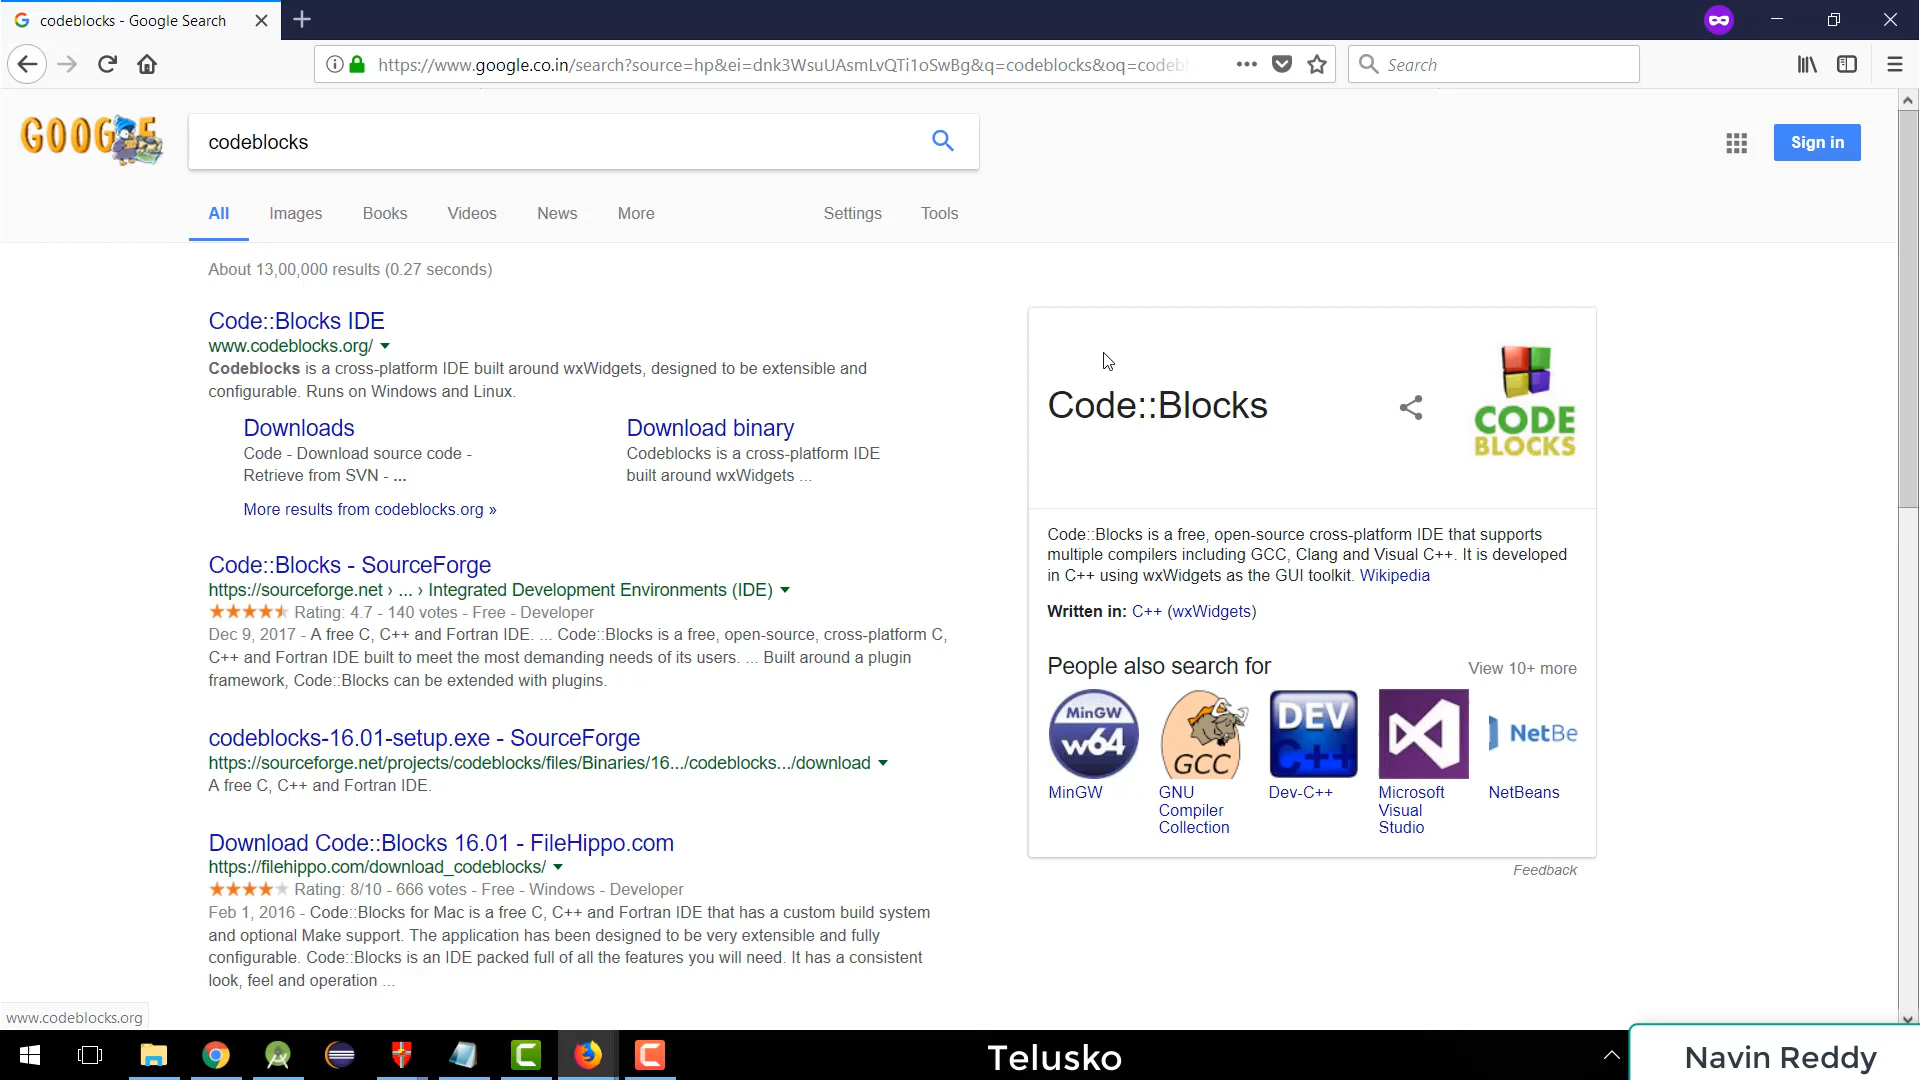 codeblocks - Google Search
https://www.google.co.in/search?source=hp&ei=dnk3WsuUAsmLvQTi1oSwBg&q=codeblocks&oq=codebl
Search
GOOGLE
codeblocks
Sign in
All Images Books Videos News More Settings Tools
About 13,00,000 results (0.27 seconds)
Code::Blocks IDE
www.codeblocks.org/
Codeblocks is a cross-platform IDE built around wxWidgets, designed to be extensible and
configurable. Runs on Windows and Linux.
Downloads
Code - Download source code -
Retrieve from SVN - ...
Download binary
Codeblocks is a cross-platform IDE
built around wxWidgets ...
More results from codeblocks.org »
Code::Blocks - SourceForge
https://sourceforge.net › ... › Integrated Development Environments (IDE)
Rating: 4.7 - 140 votes - Free - Developer
Dec 9, 2017 - A free C, C++ and Fortran IDE. ... Code::Blocks is a free, open-source, cross-platform C,
C++ and Fortran IDE built to meet the most demanding needs of its users. ... Built around a plugin
framework, Code::Blocks can be extended with plugins.
codeblocks-16.01-setup.exe - SourceForge
https://sourceforge.net/projects/codeblocks/files/Binaries/16.../codeblocks.../download
A free C, C++ and Fortran IDE.
Download Code::Blocks 16.01 - FileHippo.com
https://filehippo.com/download_codeblocks/
Rating: 8/10 - 666 votes - Free - Windows - Developer
Feb 1, 2016 - Code::Blocks for Mac is a free C, C++ and Fortran IDE that has a custom build system
and optional Make support. The application has been designed to be very extensible and fully
configurable. Code::Blocks is an IDE packed full of all the features you will need. It has a consistent
look, feel and operation ...
Code::Blocks
CODE
BLOCKS
Code::Blocks is a free, open-source cross-platform IDE that supports
multiple compilers including GCC, Clang and Visual C++. It is developed
in C++ using wxWidgets as the GUI toolkit. Wikipedia
Written in: C++ (wxWidgets)
People also search for
View 10+ more
MinGW
w64
GCC
DEV
C++
NetBe
MinGW
GNU
Compiler
Collection
Dev-C++
Microsoft
Visual
Studio
NetBeans
Feedback
www.codeblocks.org
Telusko
Navin Reddy